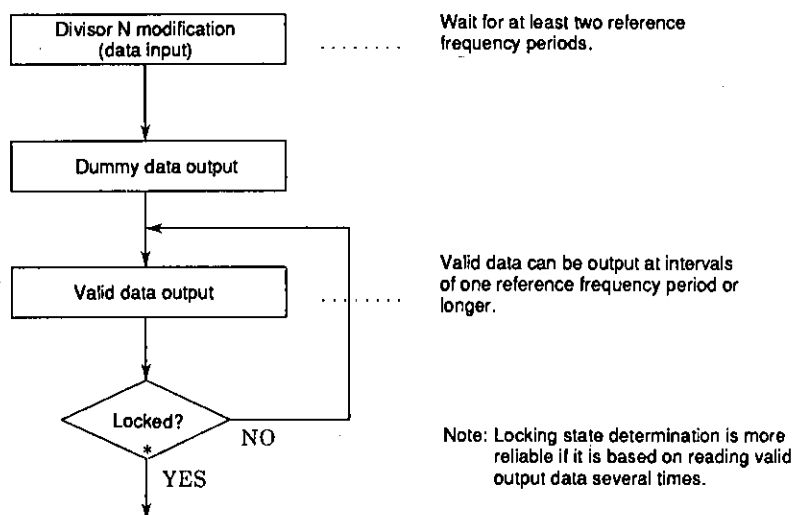 Divisor N modification
(data input)
. . . . . . . .
Wait for at least two reference
frequency periods.
Dummy data output
Valid data output
. . . . . . . .
Valid data can be output at intervals
of one reference frequency period or
longer.
Locked?
*
NO
YES
Note: Locking state determination is more
reliable if it is based on reading valid
output data several times.